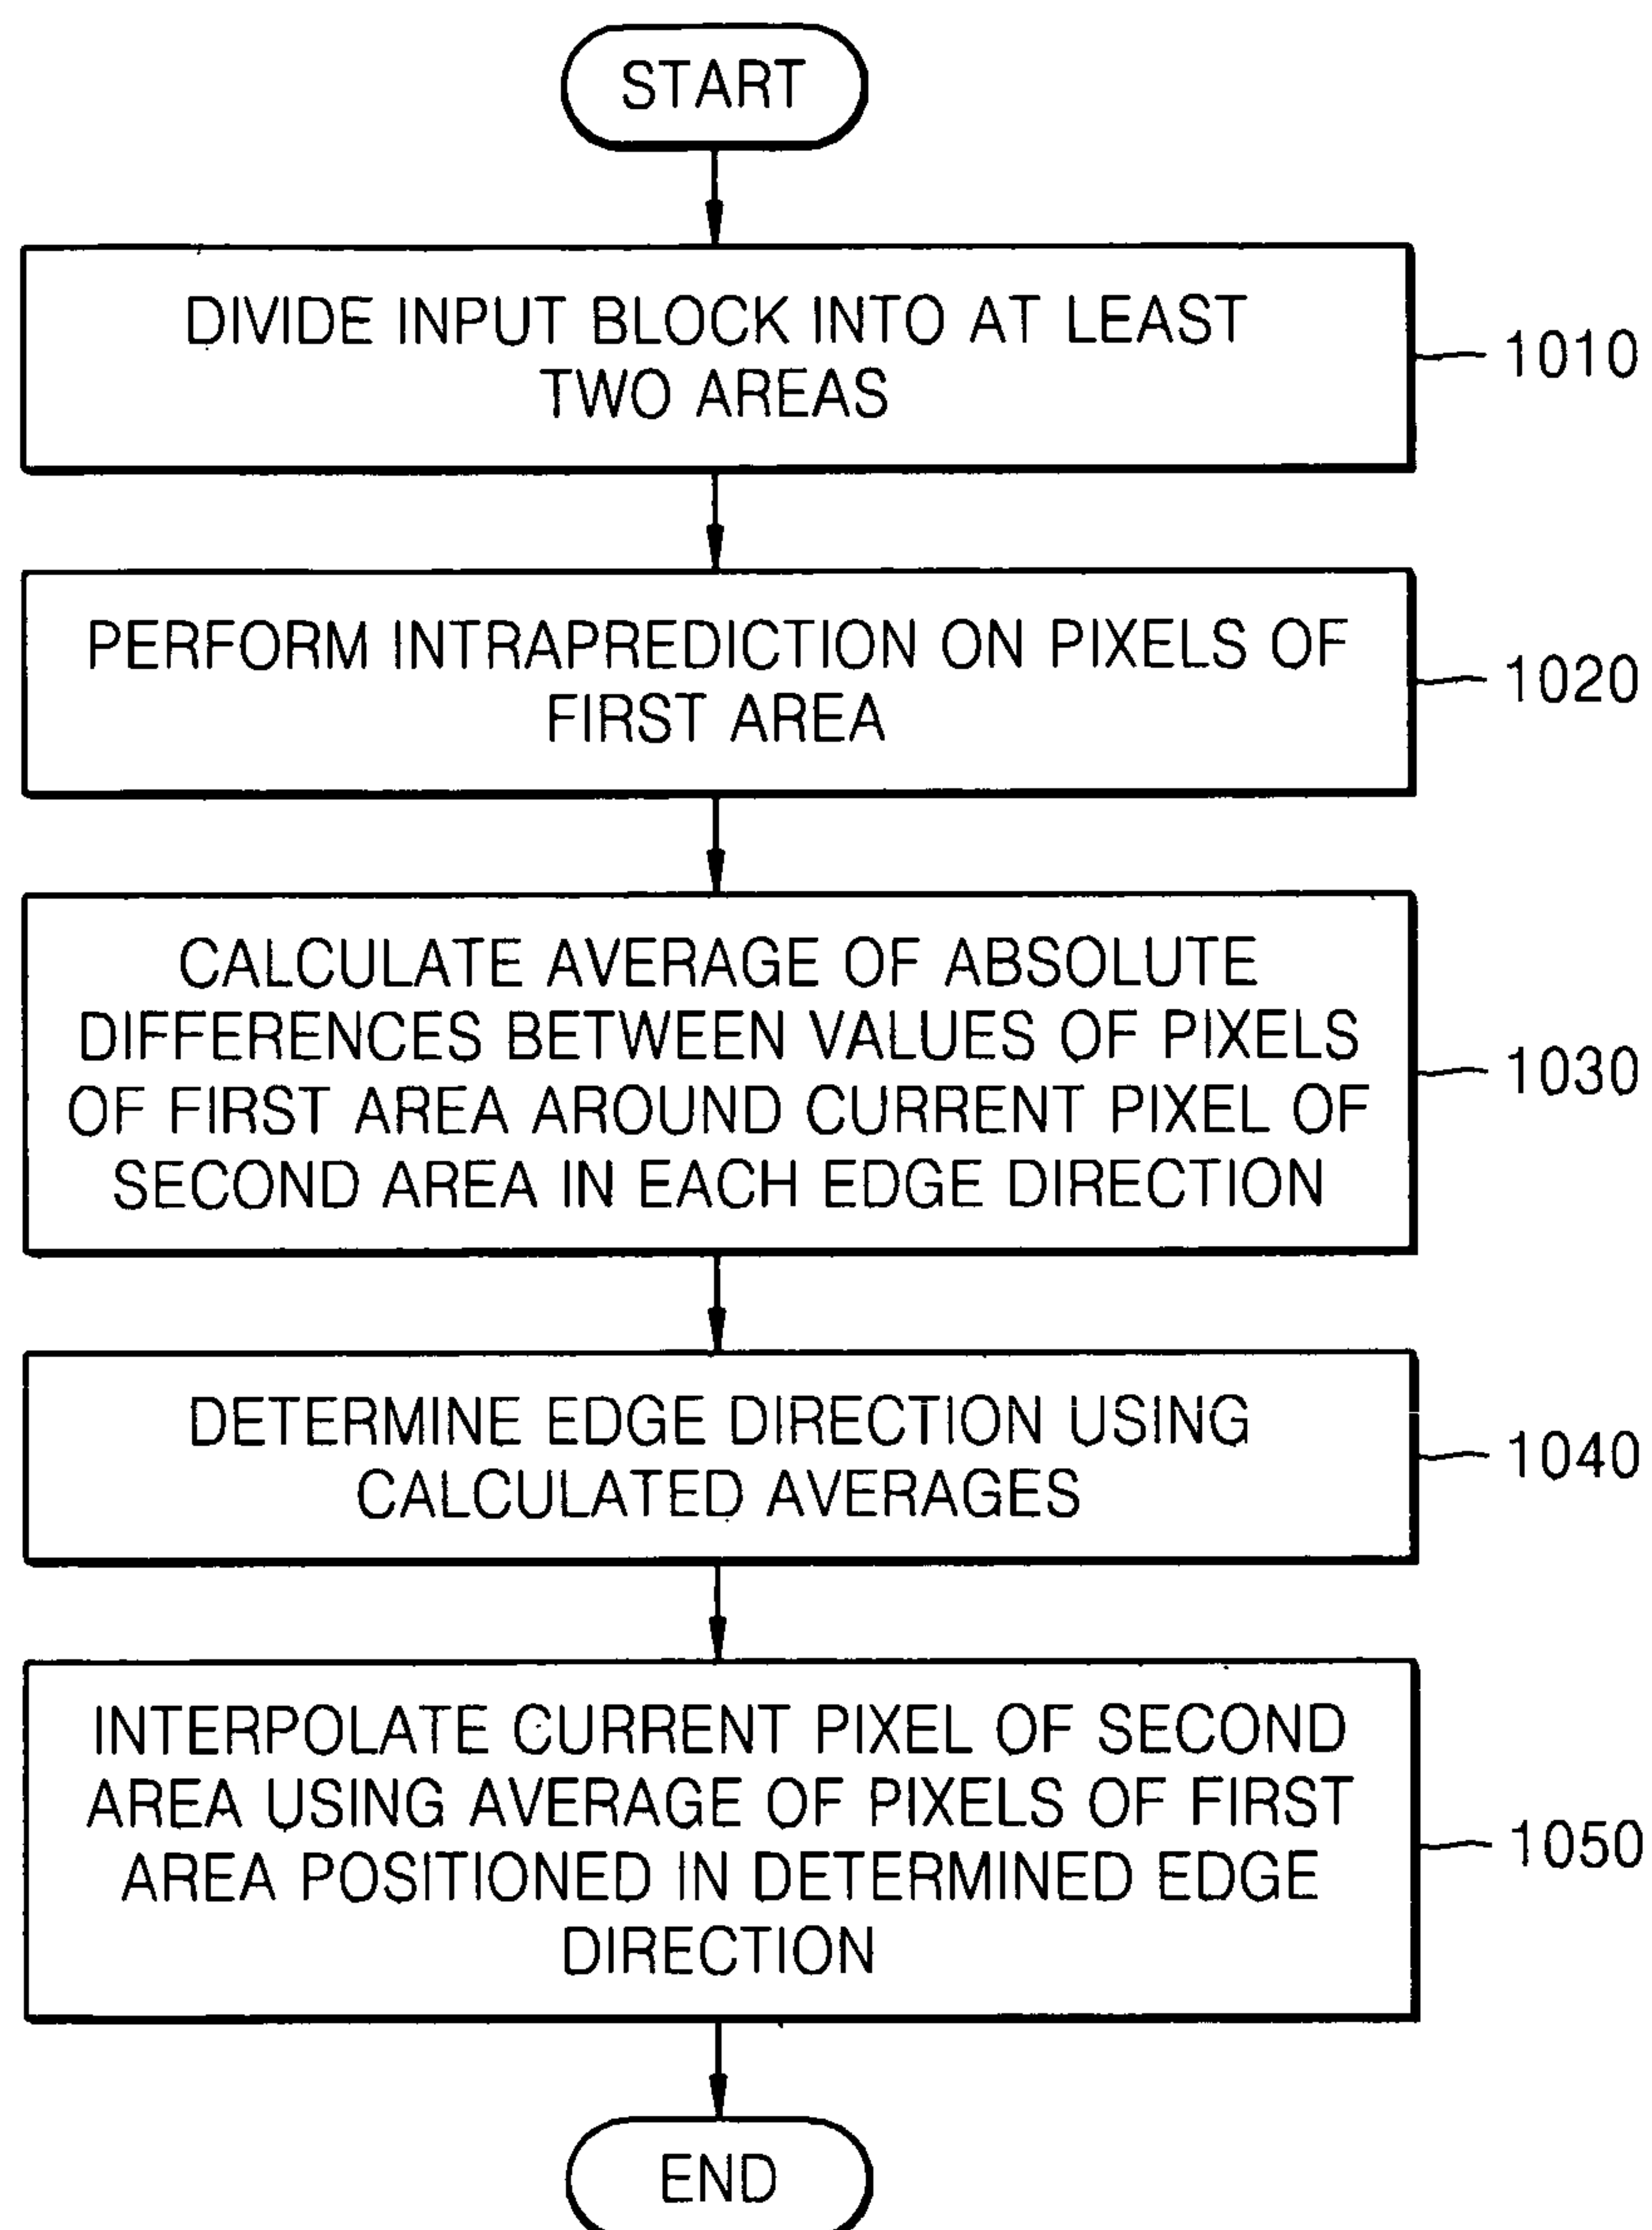 START
DIVIDE INPUT BLOCK INTO AT LEAST
TWO AREAS
1010
PERFORM INTRAPREDICTION ON PIXELS OF
FIRST AREA
1020
CALCULATE AVERAGE OF ABSOLUTE
DIFFERENCES BETWEEN VALUES OF PIXELS
OF FIRST AREA AROUND CURRENT PIXEL OF
SECOND AREA IN EACH EDGE DIRECTION
1030
DETERMINE EDGE DIRECTION USING
CALCULATED AVERAGES
1040
INTERPOLATE CURRENT PIXEL OF SECOND
AREA USING AVERAGE OF PIXELS OF FIRST
AREA POSITIONED IN DETERMINED EDGE
DIRECTION
1050
END